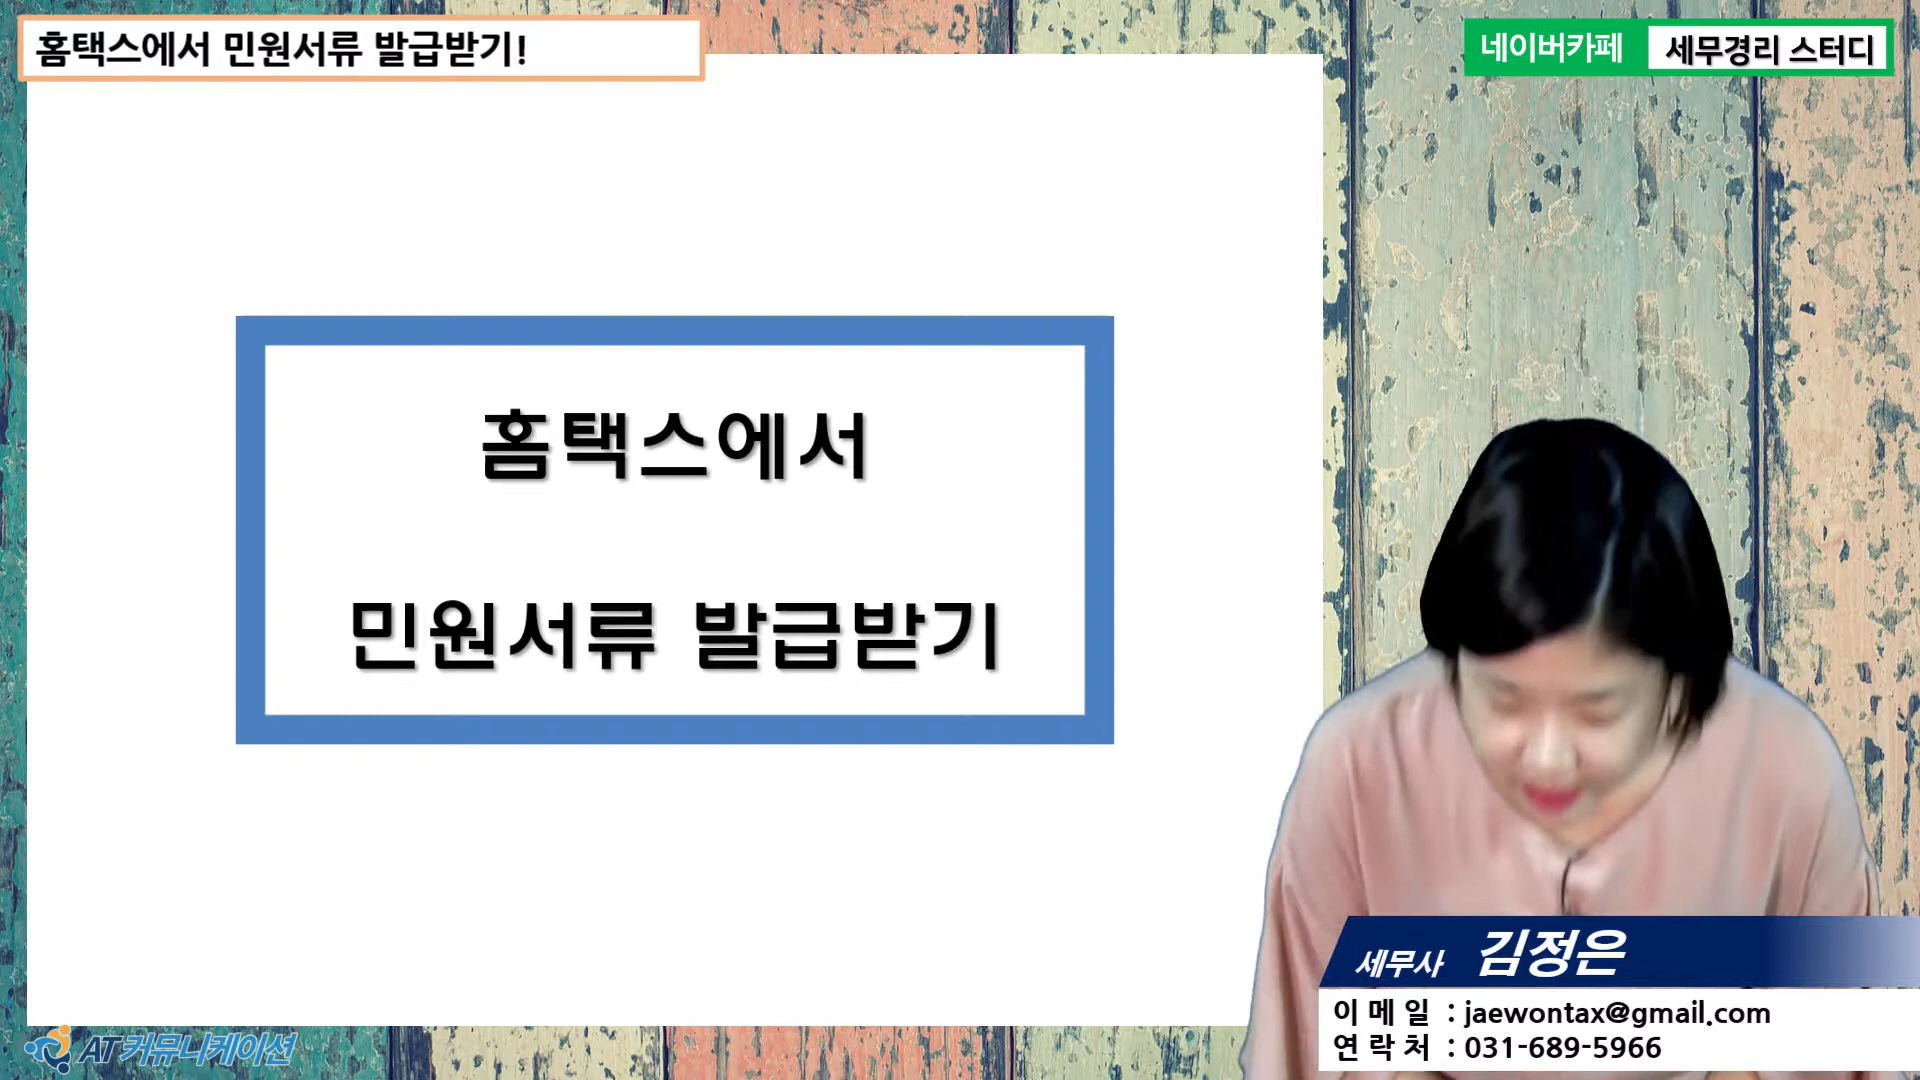 홈택스에서 민원서류 발급받기!
네이버카페 세무경리 스터디
홈택스에서
민원서류 발급받기
세무사 김정은
이 메 일 : jaewontax@gmail.com
연 락 처 : 031-689-5966
AT커뮤니케이션